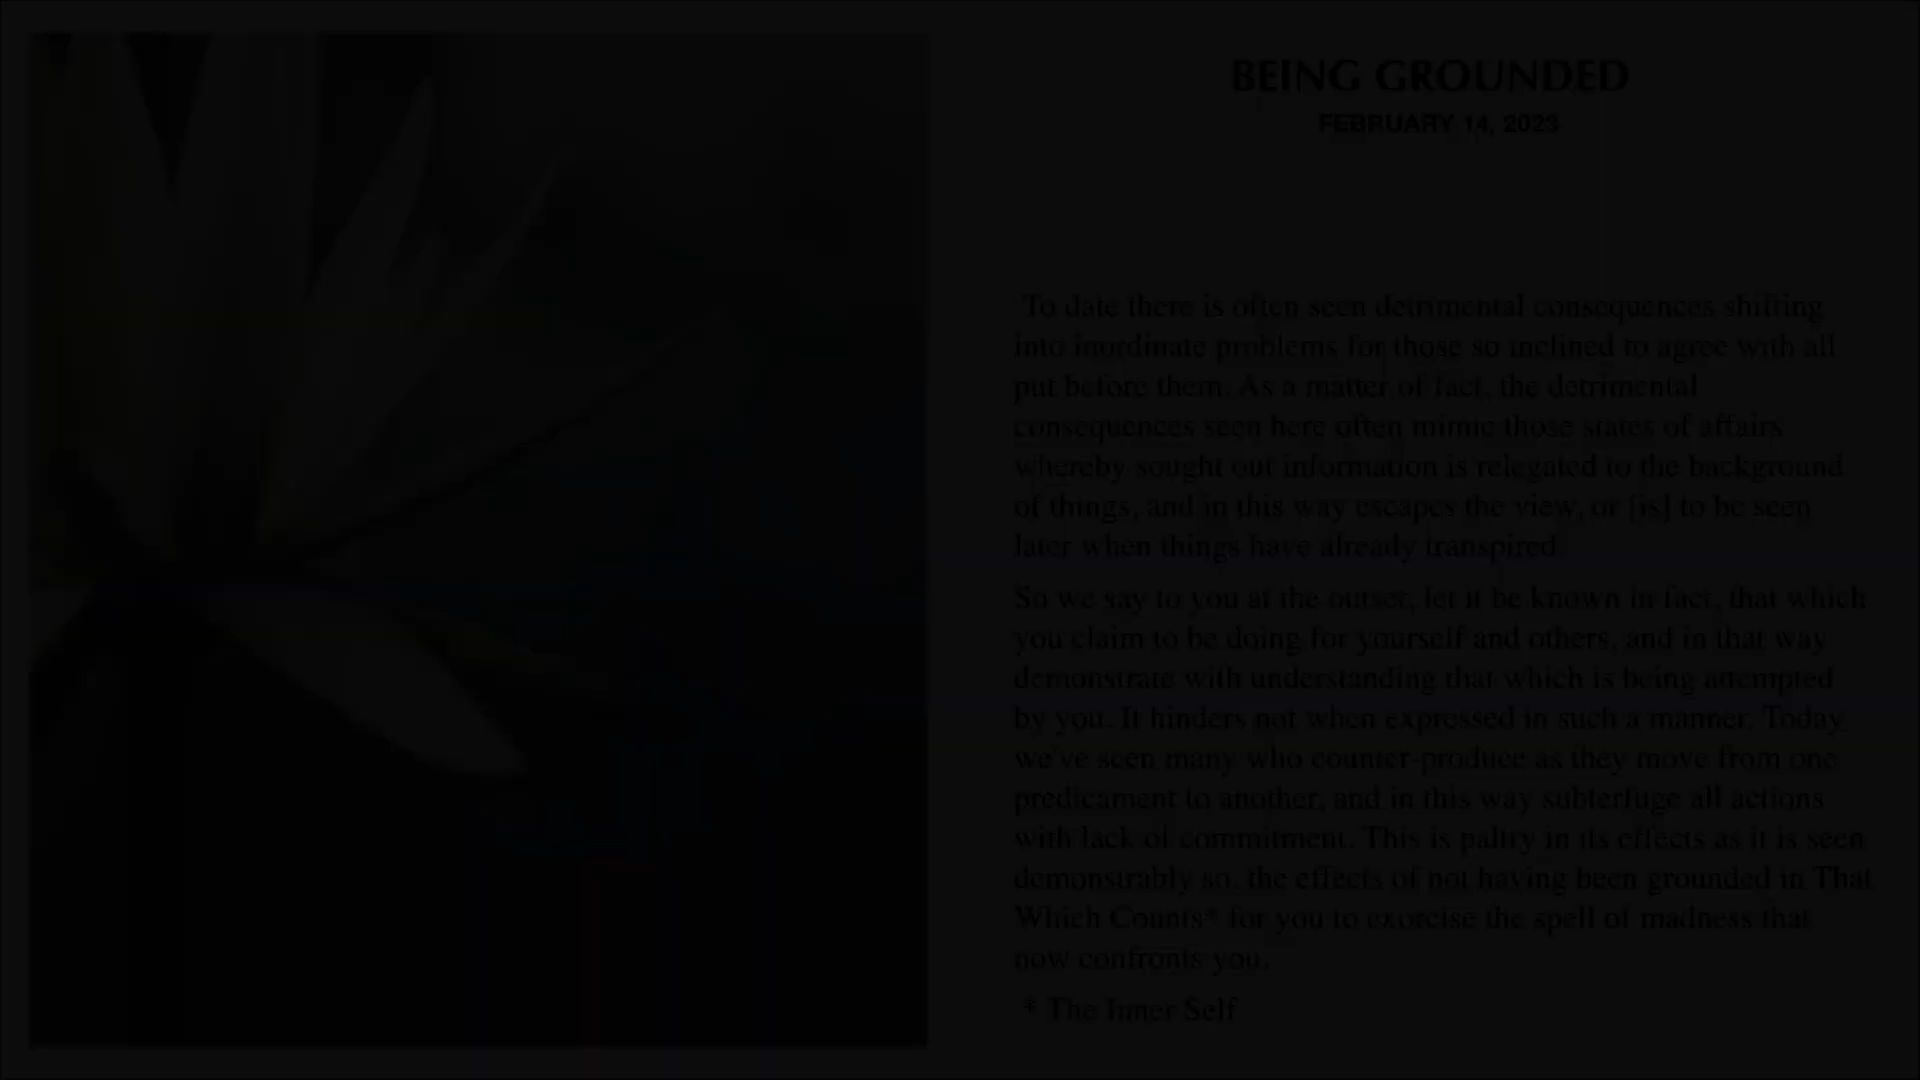 BEING GROUNDED
FEBRUARY 14, 2023
To date there is often seen detrimental consequences shifting
into inordinate problems for those so inclined to agree with all
put before them. As a matter of fact, the detrimental
consequences seen here often mimic those states of affairs
whereby sought out information is relegated to the background
of things, and in this way escapes the view, or [is] to be seen
later when things have already transpired.
So we say to you at the outset, let it be known in fact, that which
you claim to be doing for yourself and others, and in that way
demonstrate with understanding that which is being attempted
by you. It hinders not when expressed in such a manner. Today
we've seen many who counter-produce as they move from one
predicament to another, and in this way subterfuge all actions
with lack of commitment. This is paltry in its effects as it is seen
demonstrably so, the effects of not having been grounded in That
Which Counts* for you to exorcise the spell of madness that
now confronts you.
* The Inner Self